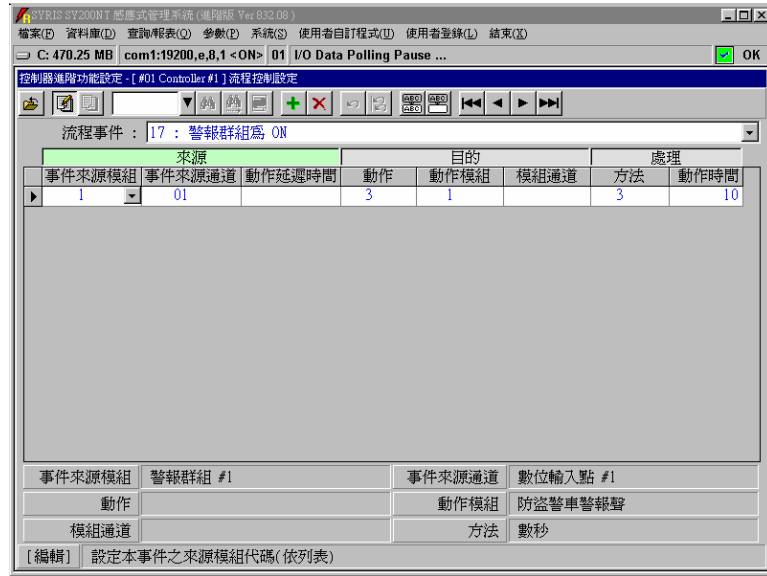 SYRIS SY200NT 感應式管理系統 (進階版 Ver 8.32.08 )
檔案(F) 資料庫(D) 查詢/報表(Q) 參數(P) 系統(S) 使用者自訂程式(U) 使用者登錄(L) 結束(X)
C: 470.25 MB com1:19200,e,8,1 <ON> 01 I/O Data Polling Pause ... OK
控制器進階功能設定 - [ #01 Controller #1 ] 流程控制設定
流程事件 : 17 : 警報群組為 ON
來源 目的 處理
事件來源模組 事件來源通道 動作延遲時間 動作 動作模組 模組通道 方法 動作時間
1 01 3 1 3 10
事件來源模組 警報群組 #1 事件來源通道 數位輸入點 #1
動作 動作模組 防盜警車警報聲
模組通道 方法 數秒
[編輯] 設定本事件之來源模組代碼(依列表)